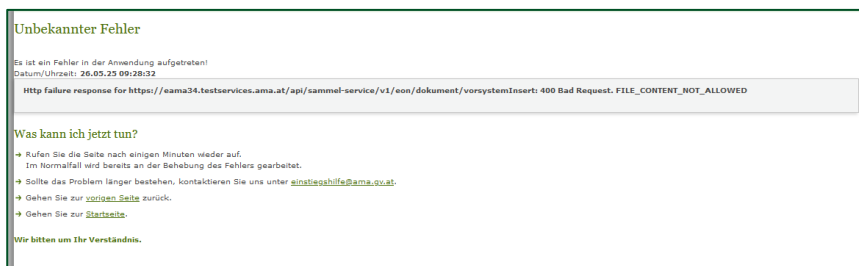 Unbekannter Fehler
Es ist ein Fehler in der Anwendung aufgetreten!
Datum/Uhrzeit: 26.05.25 09:28:32
Http failure response for https://eama34.testservices.ama.at/api/sammel-service/v1/eon/dokument/vorsystemInsert: 400 Bad Request. FILE_CONTENT_NOT_ALLOWED
Was kann ich jetzt tun?
→ Rufen Sie die Seite nach einigen Minuten wieder auf.
Im Normalfall wird bereits an der Behebung des Fehlers gearbeitet.
→ Sollte das Problem länger bestehen, kontaktieren Sie uns unter einstiegshilfe@ama.gv.at.
→ Gehen Sie zur vorigen Seite zurück.
→ Gehen Sie zur Startseite.
Wir bitten um Ihr Verständnis.